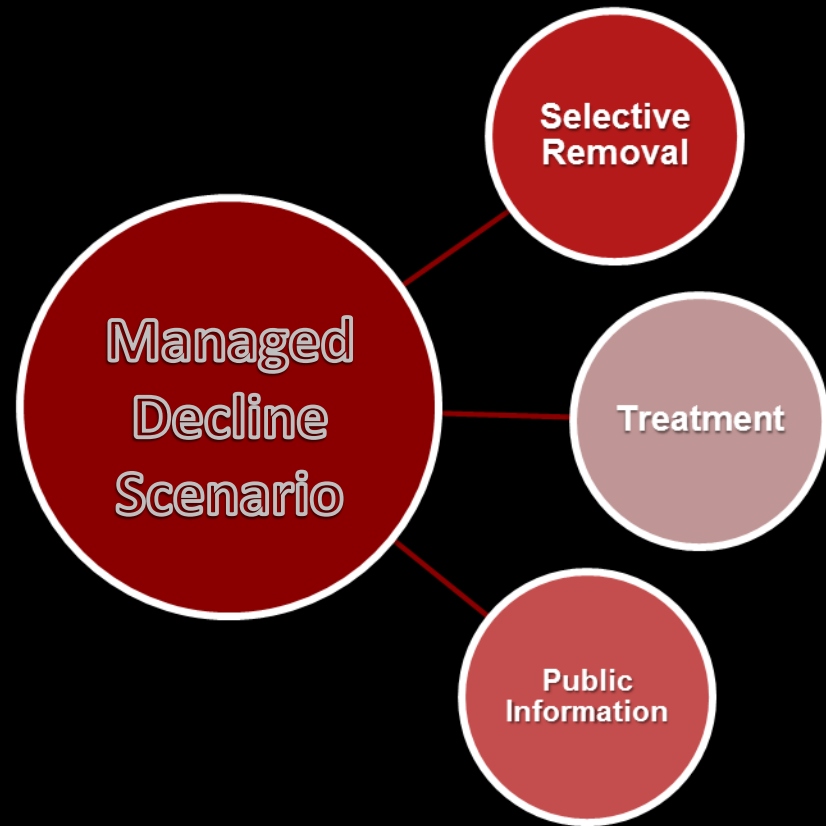 Managed
Decline
Scenario
Selective
Removal
Treatment
Public
Information